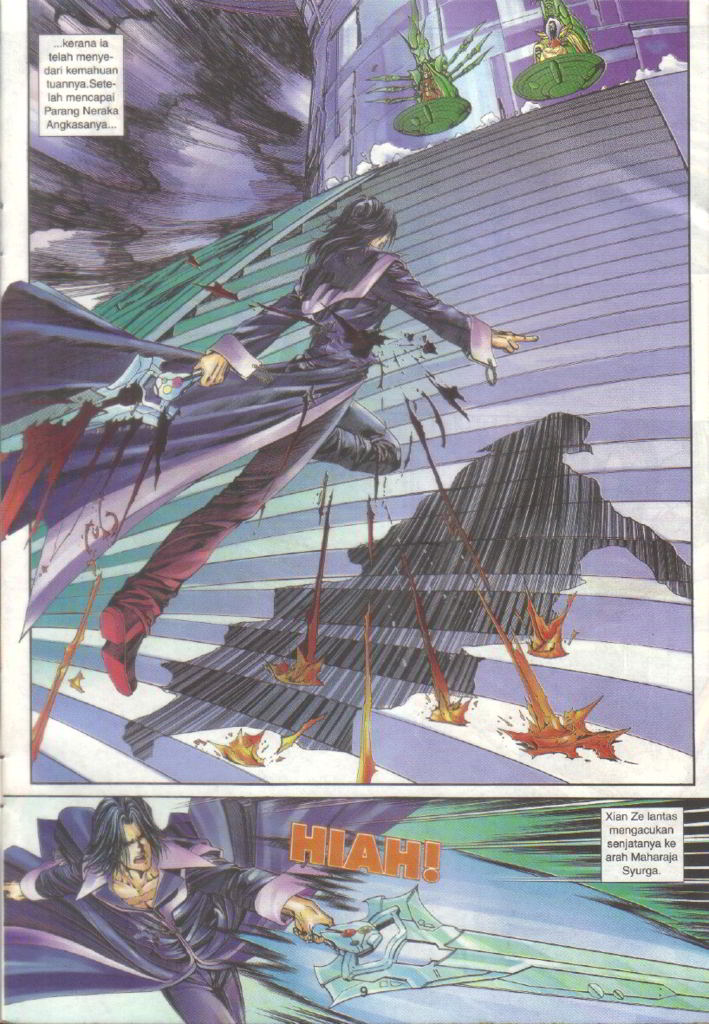 ...kerana ia
telah menye-
dari kemahuan
tuannya.Sete-
lah mencapai
Parang Neraka
Angkasanya...
HIAH!
Xian Ze lantas
mengacukan
senjatanya ke
arah Maharaja
Syurga.